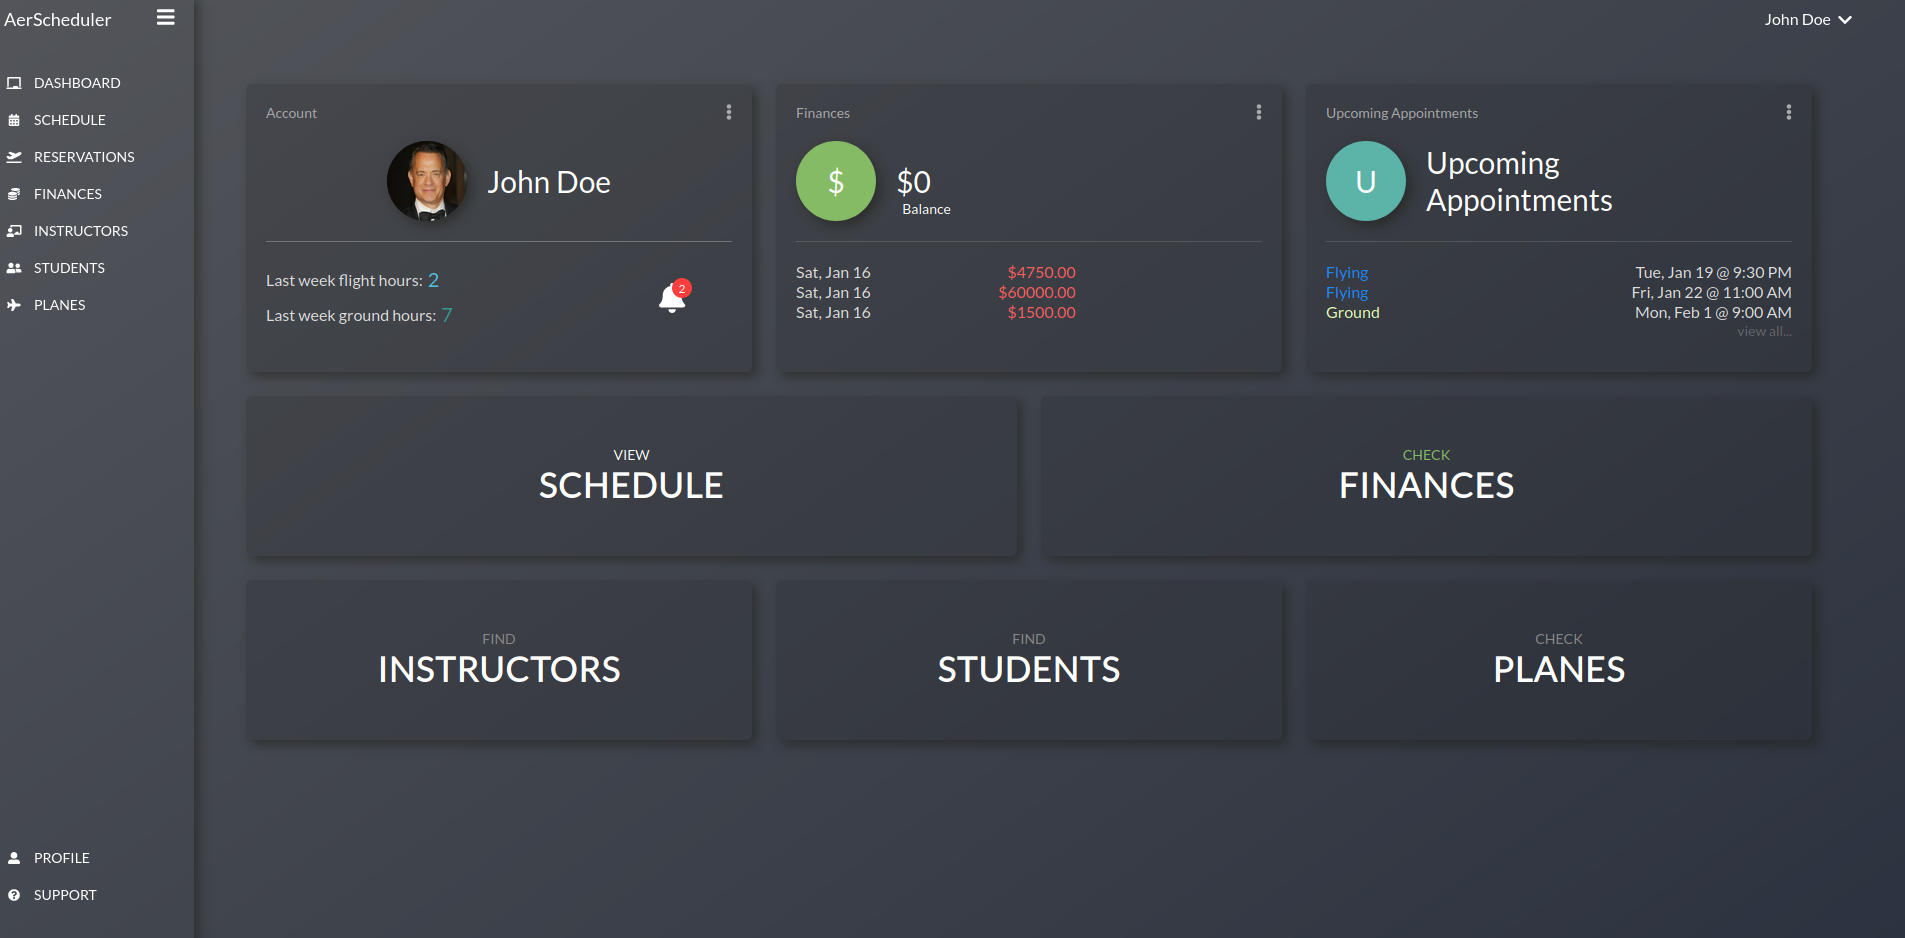 AerScheduler
John Doe
DASHBOARD
SCHEDULE
RESERVATIONS
FINANCES
INSTRUCTORS
STUDENTS
PLANES
PROFILE
SUPPORT
Account
John Doe
Last week flight hours: 2
Last week ground hours: 7
2
Finances
$
$0
Balance
Sat, Jan 16 $4750.00
Sat, Jan 16 $60000.00
Sat, Jan 16 $1500.00
Upcoming Appointments
U
Upcoming
Appointments
Flying Tue, Jan 19 @ 9:30 PM
Flying Fri, Jan 22 @ 11:00 AM
Ground Mon, Feb 1 @ 9:00 AM
view all...
VIEW
SCHEDULE
CHECK
FINANCES
FIND
INSTRUCTORS
FIND
STUDENTS
CHECK
PLANES